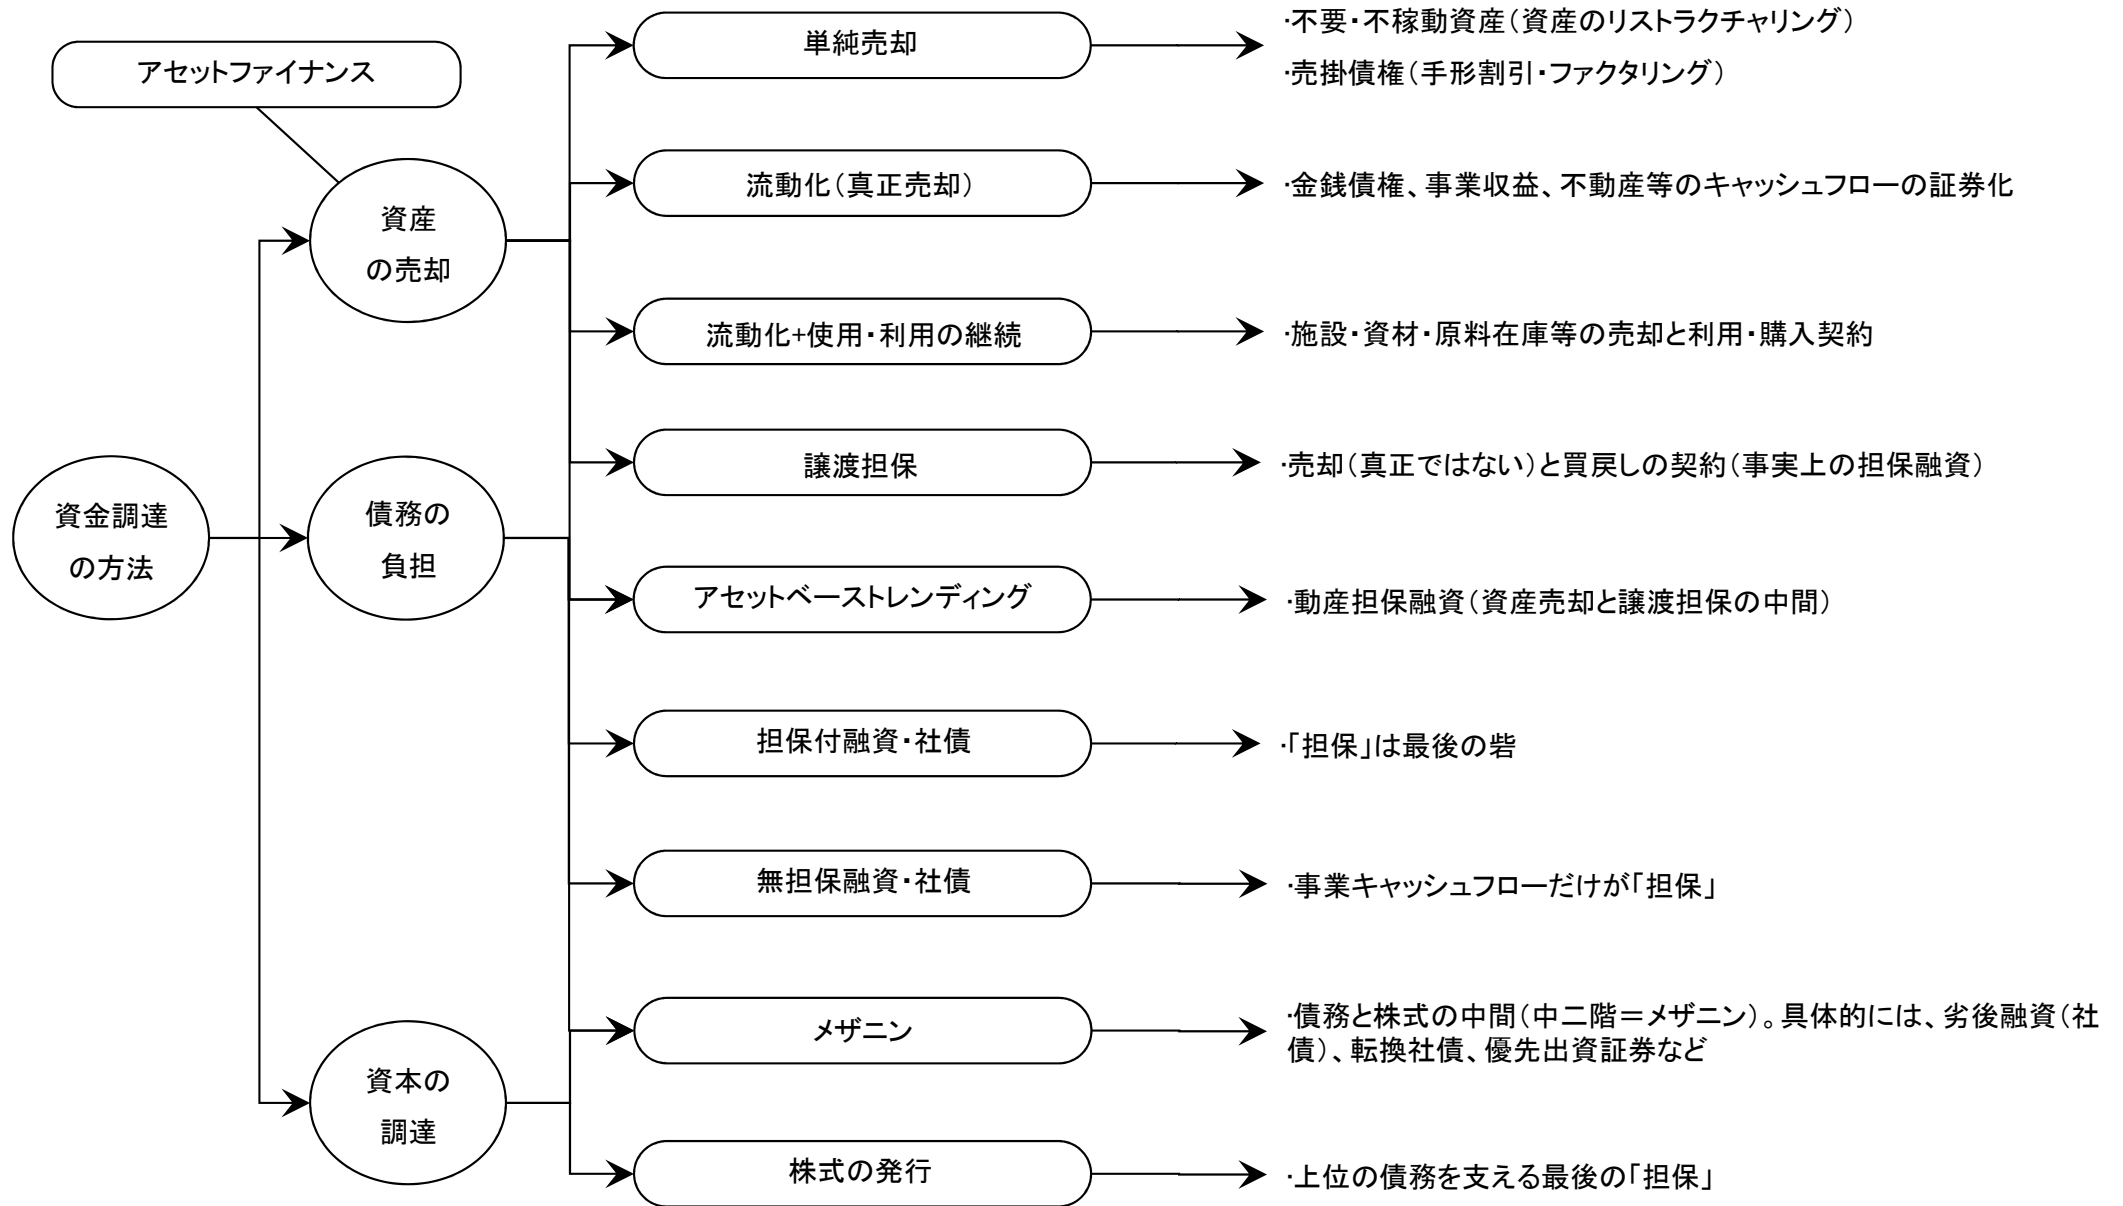 アセットファイナンス
資金調達
の方法
資産
の売却
債務の
負担
資本の
調達
単純売却
・不要・不稼動資産（資産のリストラクチャリング）
・売掛債権（手形割引・ファクタリング）
流動化（真正売却）
・金銭債権、事業収益、不動産等のキャッシュフローの証券化
流動化+使用・利用の継続
・施設・資材・原料在庫等の売却と利用・購入契約
譲渡担保
・売却（真正ではない）と買戻しの契約（事実上の担保融資）
アセットベーストレンディング
・動産担保融資（資産売却と譲渡担保の中間）
担保付融資・社債
・「担保」は最後の砦
無担保融資・社債
・事業キャッシュフローだけが「担保」
メザニン
・債務と株式の中間（中二階＝メザニン）。具体的には、劣後融資（社
債）、転換社債、優先出資証券など
株式の発行
・上位の債務を支える最後の「担保」